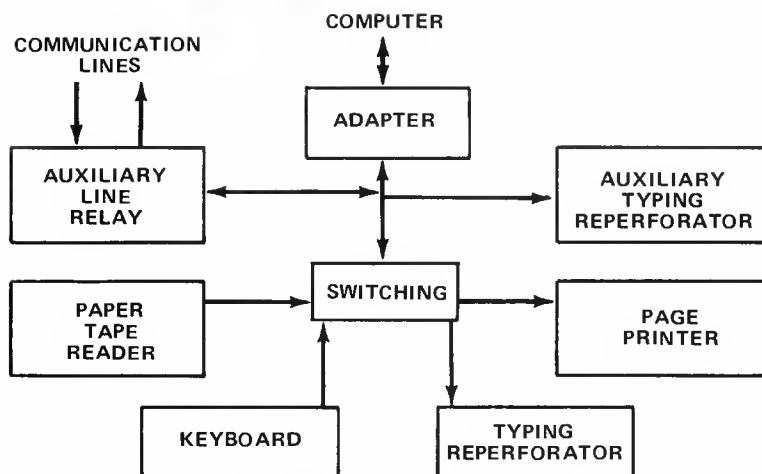 COMMUNICATION
LINES
COMPUTER
ADAPTER
AUXILIARY
LINE
RELAY
AUXILIARY
TYPING
REPERFORATOR
SWITCHING
PAPER
TAPE
READER
PAGE
PRINTER
KEYBOARD
TYPING
REPERFORATOR